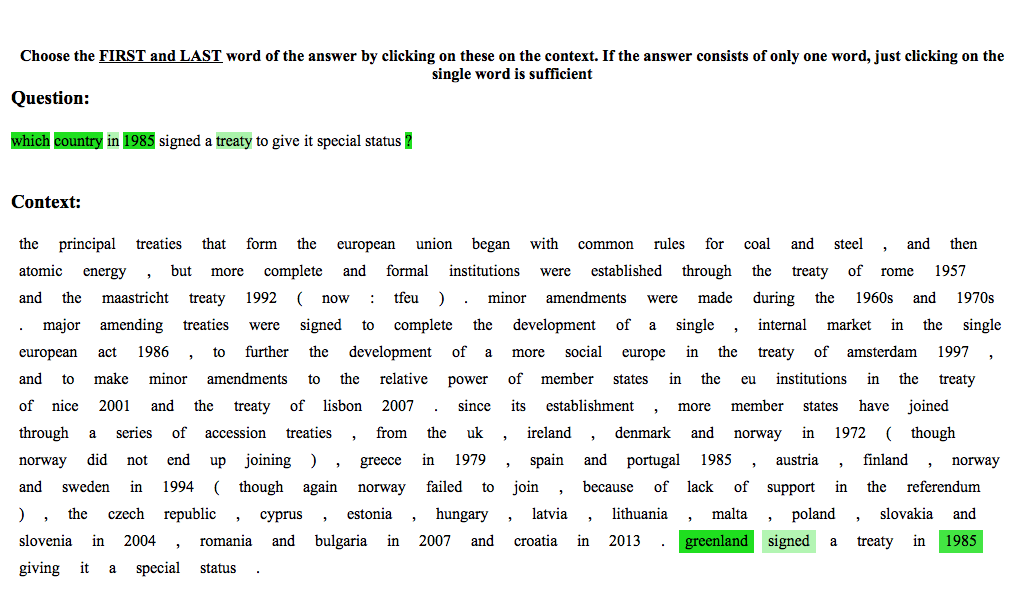 Choose the FIRST and LAST word of the answer by clicking on these on the context. If the answer consists of only one word, just clicking on the
single word is sufficient
Question:
which country in 1985 signed a treaty to give it special status ?
Context:
the principal treaties that form the european union began with common rules for coal and steel , and then
atomic energy , but more complete and formal institutions were established through the treaty of rome 1957
and the maastricht treaty 1992 ( now : tfeu ) . minor amendments were made during the 1960s and 1970s
. major amending treaties were signed to complete the development of a single , internal market in the single
european act 1986 , to further the development of a more social europe in the treaty of amsterdam 1997 ,
and to make minor amendments to the relative power of member states in the eu institutions in the treaty
of nice 2001 and the treaty of lisbon 2007 . since its establishment , more member states have joined
through a series of accession treaties , from the uk , ireland , denmark and norway in 1972 ( though
norway did not end up joining ) , greece in 1979 , spain and portugal 1985 , austria , finland , norway
and sweden in 1994 ( though again norway failed to join , because of lack of support in the referendum
) , the czech republic , cyprus , estonia , hungary , latvia , lithuania , malta , poland , slovakia and
slovenia in 2004 , romania and bulgaria in 2007 and croatia in 2013 . greenland signed a treaty in 1985
giving it a special status .